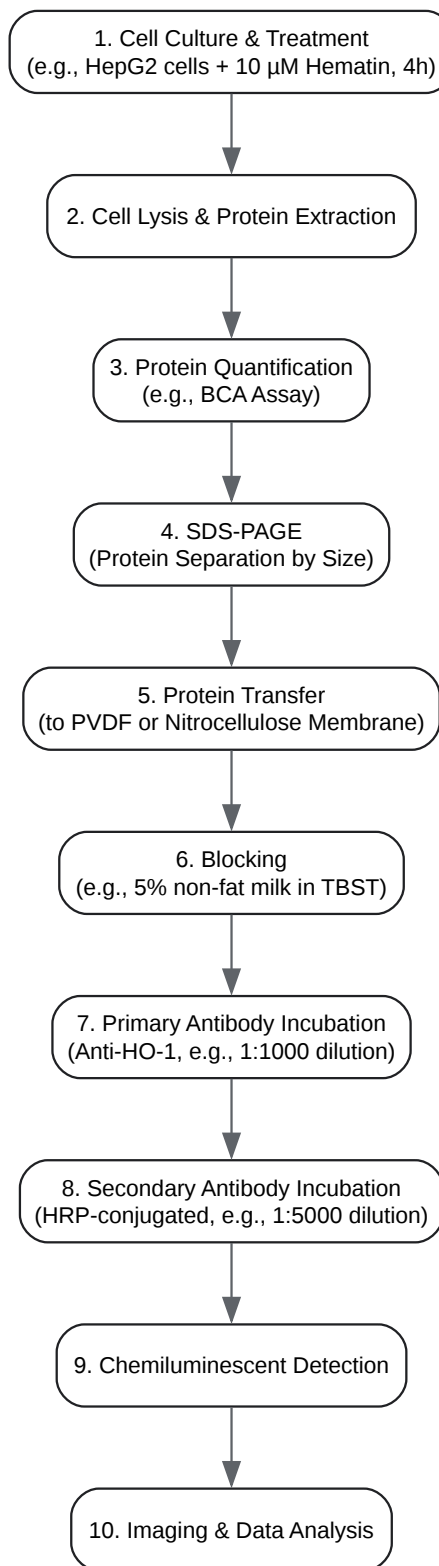 1. Cell Culture & Treatment
(e.g., HepG2 cells + 10 µM Hematin, 4h)
2. Cell Lysis & Protein Extraction
3. Protein Quantification
(e.g., BCA Assay)
4. SDS-PAGE
(Protein Separation by Size)
5. Protein Transfer
(to PVDF or Nitrocellulose Membrane)
6. Blocking
(e.g., 5% non-fat milk in TBST)
7. Primary Antibody Incubation
(Anti-HO-1, e.g., 1:1000 dilution)
8. Secondary Antibody Incubation
(HRP-conjugated, e.g., 1:5000 dilution)
9. Chemiluminescent Detection
10. Imaging & Data Analysis